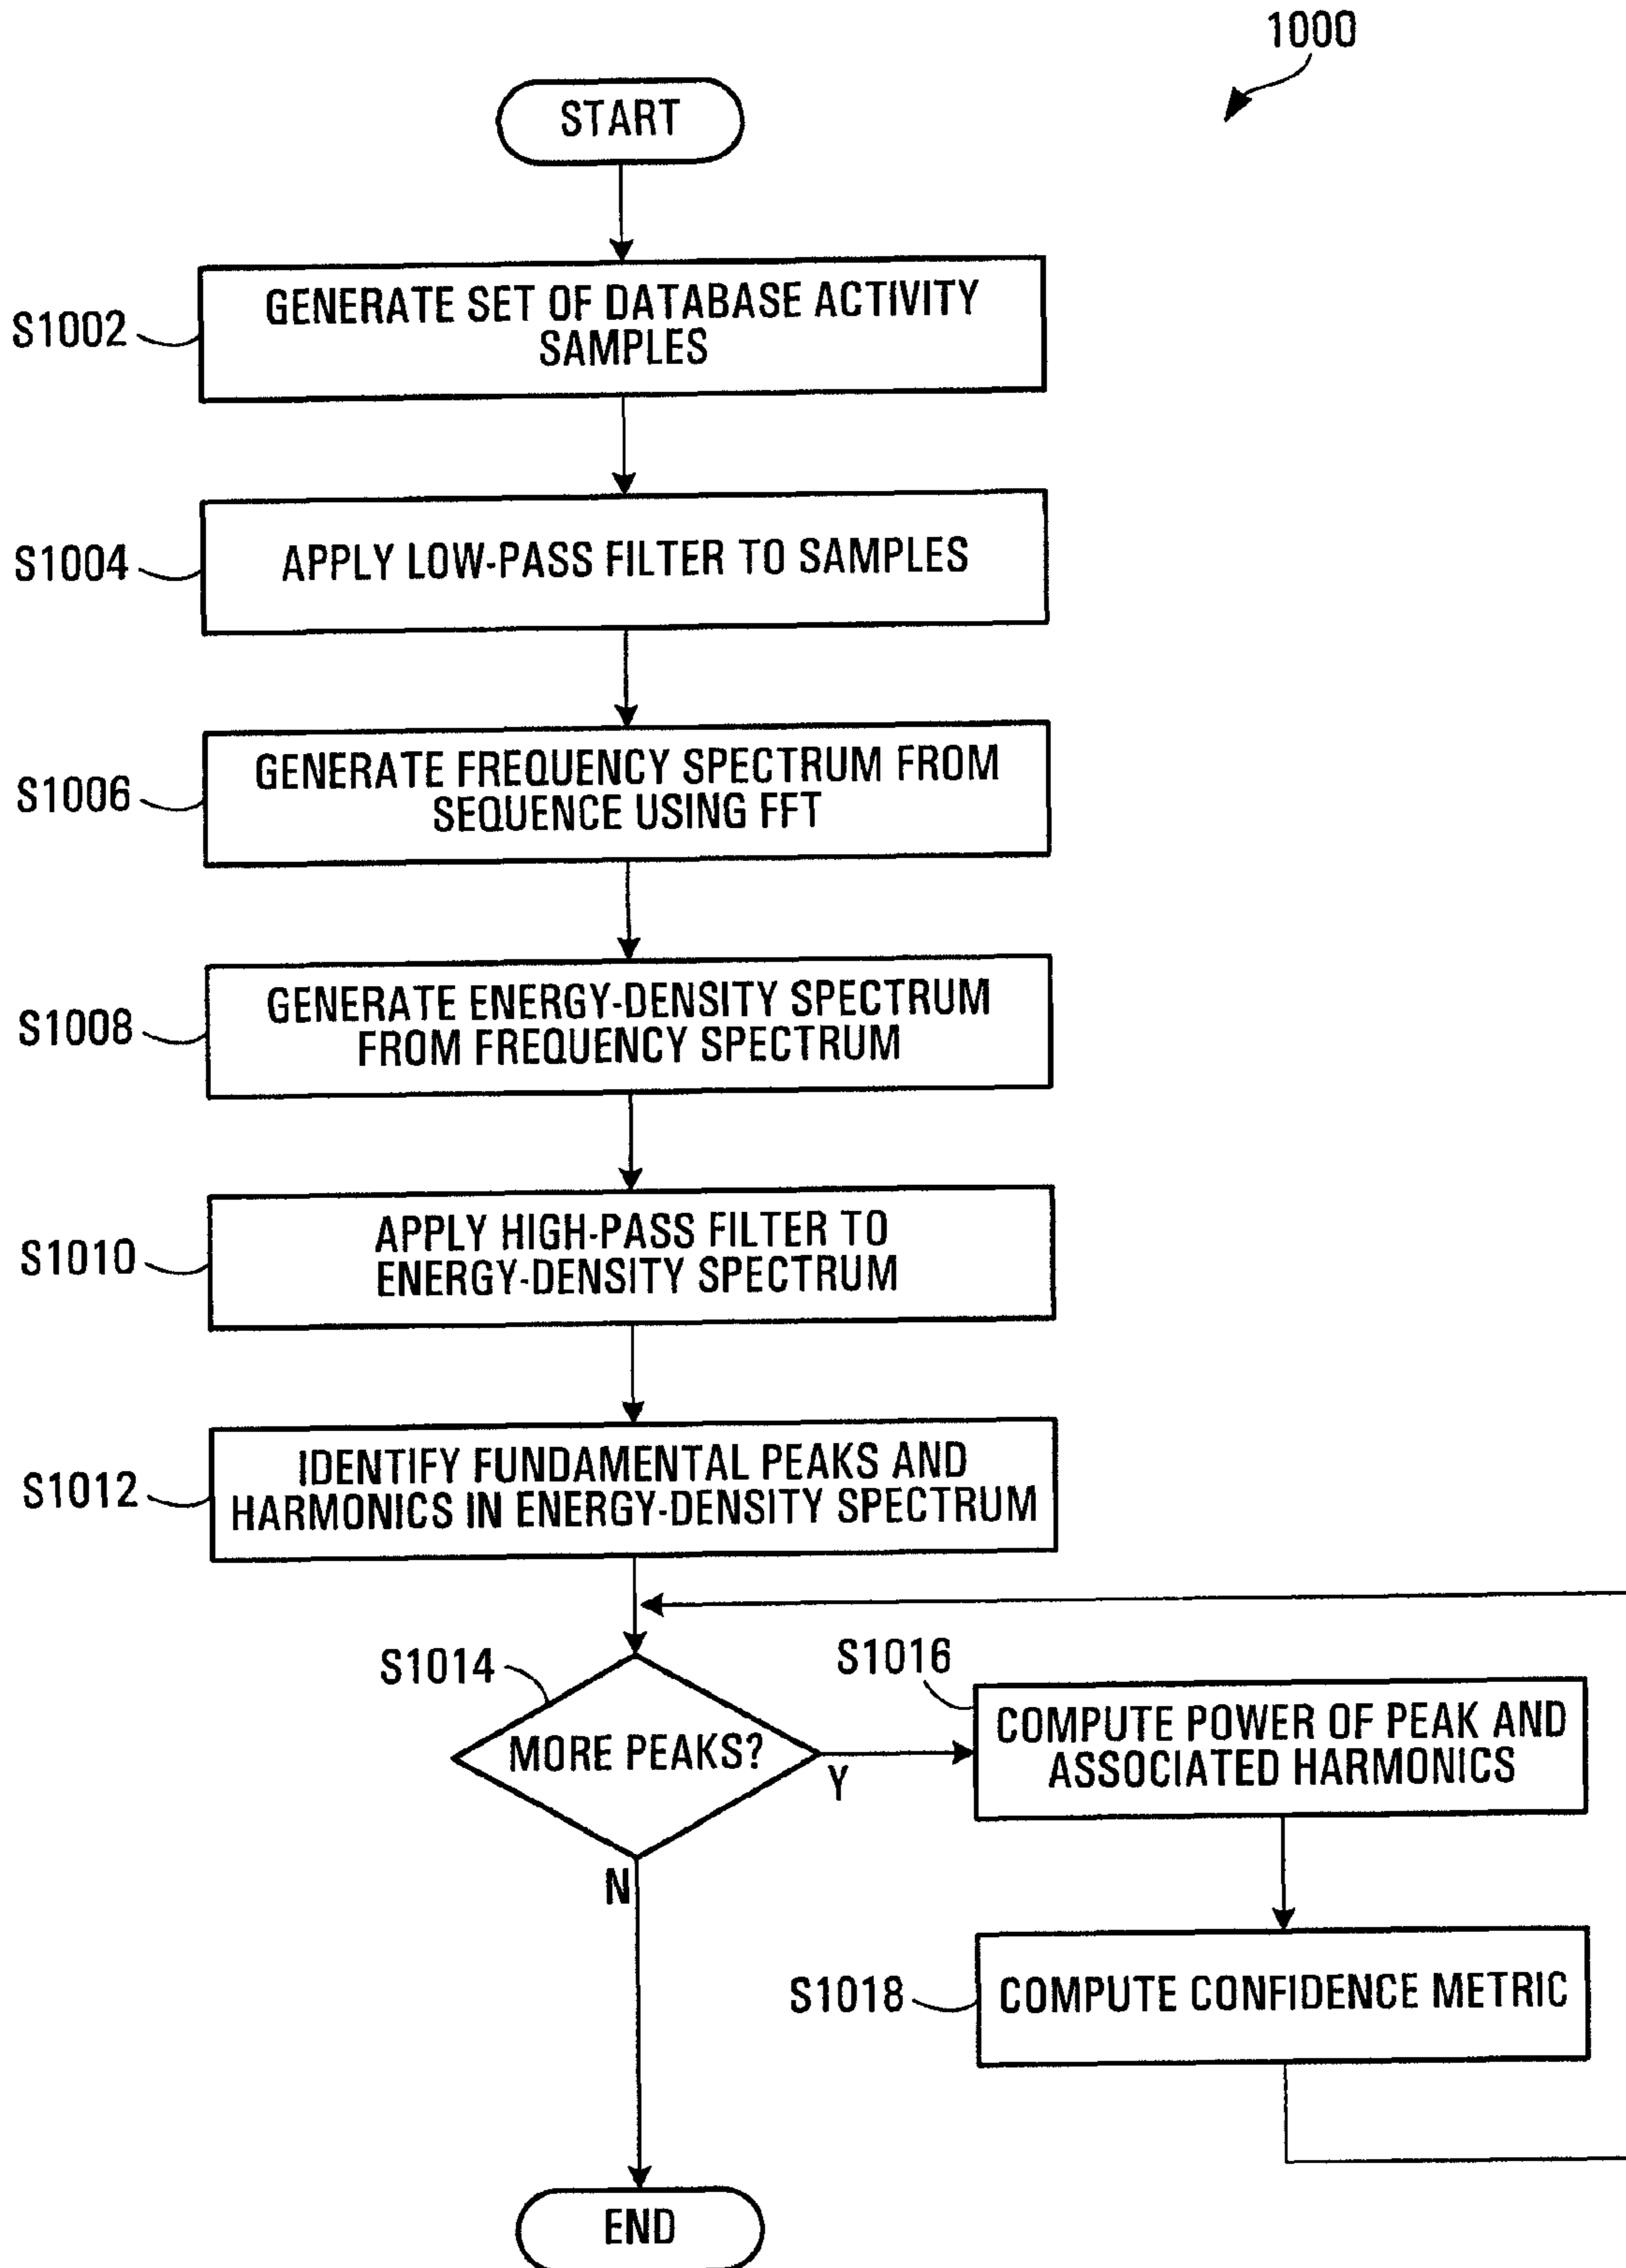 1000
START
S1002
GENERATE SET OF DATABASE ACTIVITY
SAMPLES
S1004
APPLY LOW-PASS FILTER TO SAMPLES
S1006
GENERATE FREQUENCY SPECTRUM FROM
SEQUENCE USING FFT
S1008
GENERATE ENERGY-DENSITY SPECTRUM
FROM FREQUENCY SPECTRUM
S1010
APPLY HIGH-PASS FILTER TO
ENERGY-DENSITY SPECTRUM
S1012
IDENTIFY FUNDAMENTAL PEAKS AND
HARMONICS IN ENERGY-DENSITY SPECTRUM
S1014
MORE PEAKS?
Y
N
S1016
COMPUTE POWER OF PEAK AND
ASSOCIATED HARMONICS
S1018
COMPUTE CONFIDENCE METRIC
END